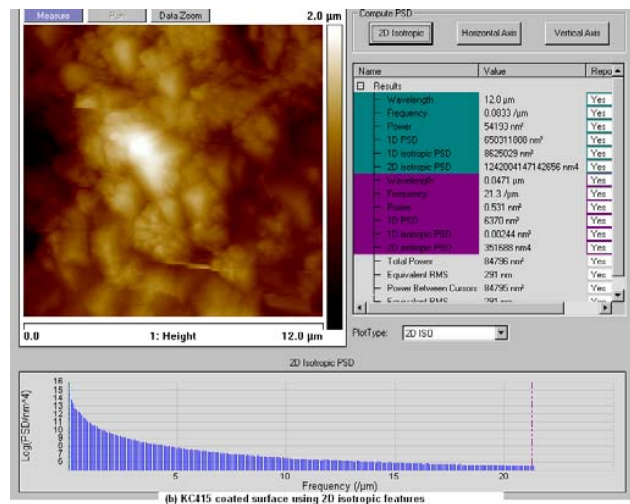 Measure Run Data Zoom 2.0 µm
0.0 1: Height 12.0 µm
Compute PSD
2D Isotropic Horizontal Axis Vertical Axis
Name Value Repo
Results
Wavelength 12.0 µm Yes
Frequency 0.0833 /µm Yes
Power 54193 nm² Yes
1D PSD 650311808 nm³ Yes
1D isotropic PSD 8625029 nm³ Yes
2D isotropic PSD 1242004147142656 nm4 Yes
Wavelength 0.0471 µm Yes
Frequency 21.3 /µm Yes
Power 0.531 nm² Yes
1D PSD 6370 nm³ Yes
1D isotropic PSD 0.00244 nm³ Yes
2D isotropic PSD 351688 nm4 Yes
Total Power 84796 nm² Yes
Equivalent RMS 291 nm Yes
Power Between Cursors 84795 nm² Yes
Equivalent RMS 291 nm Yes
PlotType: 2D ISO
2D Isotropic PSD
Log(PSD/nm^4)
16
15
14
13
12
11
10
9
8
7
6
5 10 15 20
Frequency (/µm)
(b) KC415 coated surface using 2D isotropic features